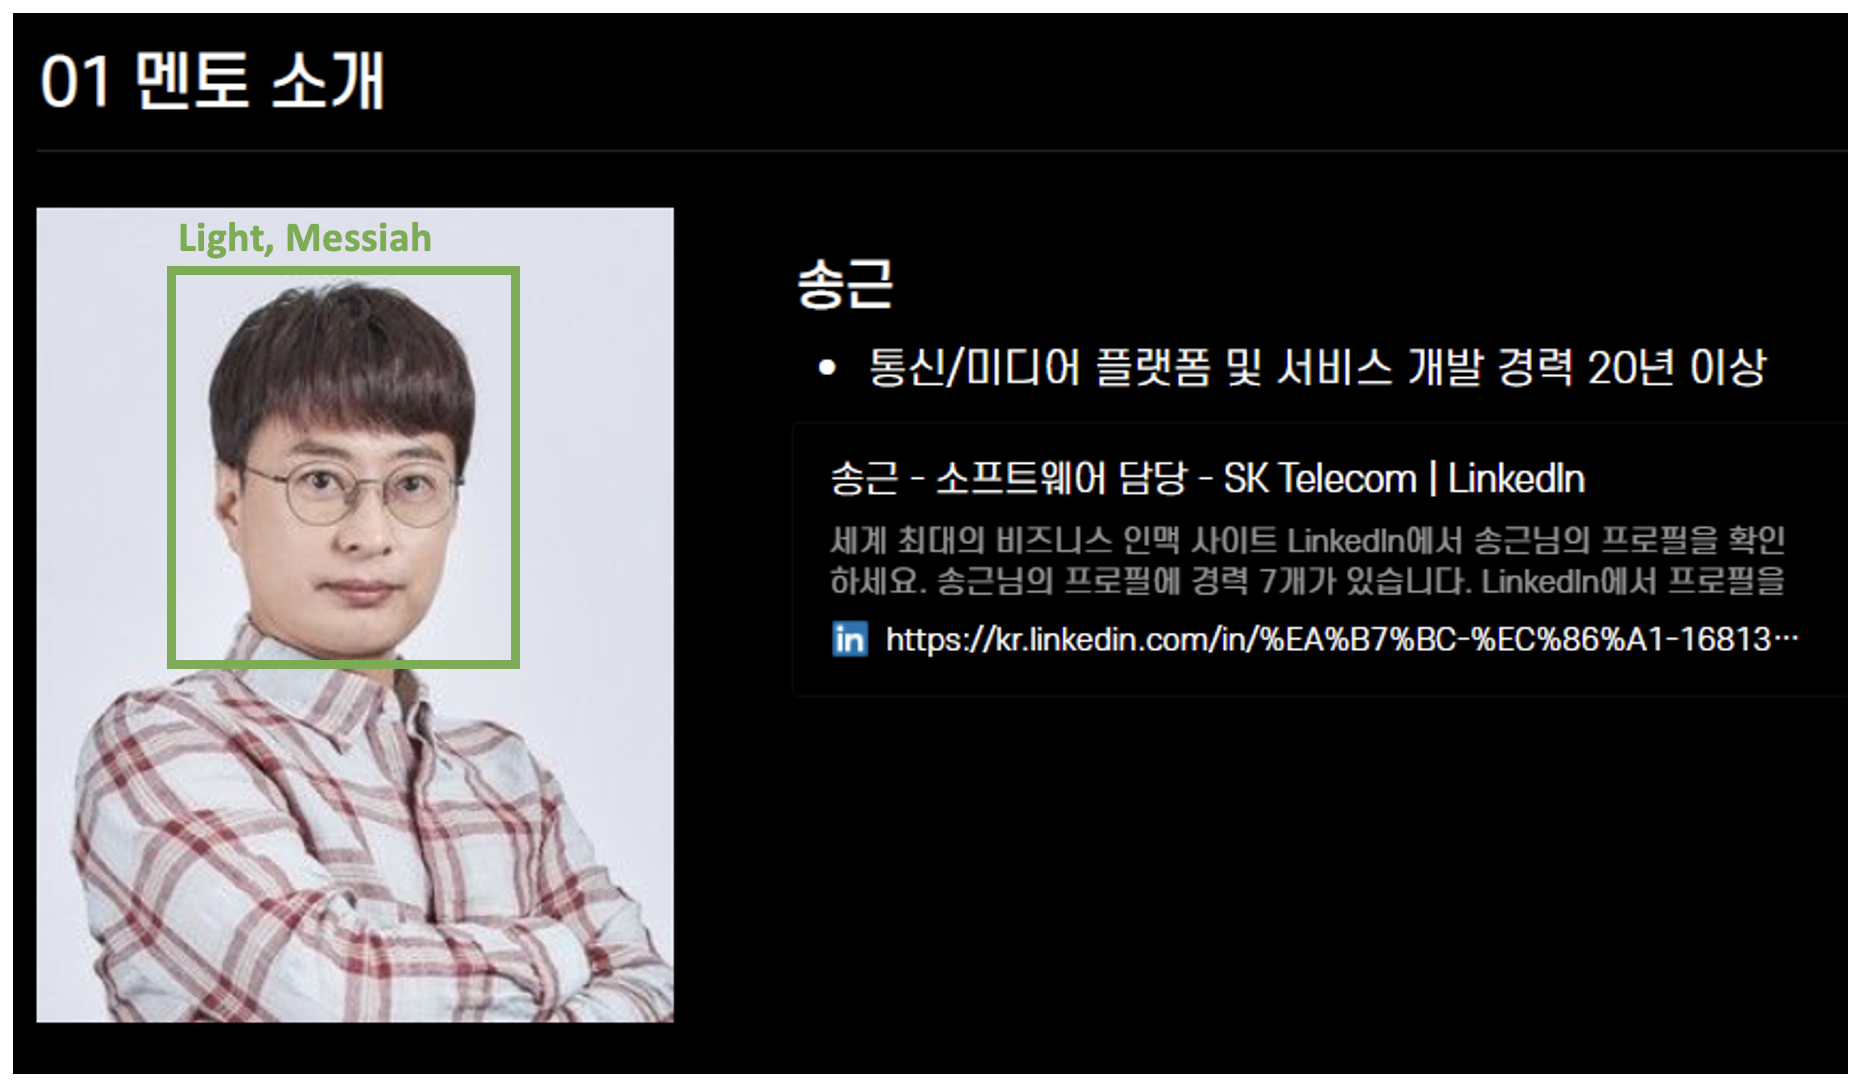 01 멘토 소개
Light, Messiah
송근
• 통신/미디어 플랫폼 및 서비스 개발 경력 20년 이상
송근 - 소프트웨어 담당 - SK Telecom | LinkedIn
세계 최대의 비즈니스 인맥 사이트 LinkedIn에서 송근님의 프로필을 확인
하세요. 송근님의 프로필에 경력 7개가 있습니다. LinkedIn에서 프로필을
in https://kr.linkedin.com/in/%EA%B7%BC-%EC%86%A1-16813…